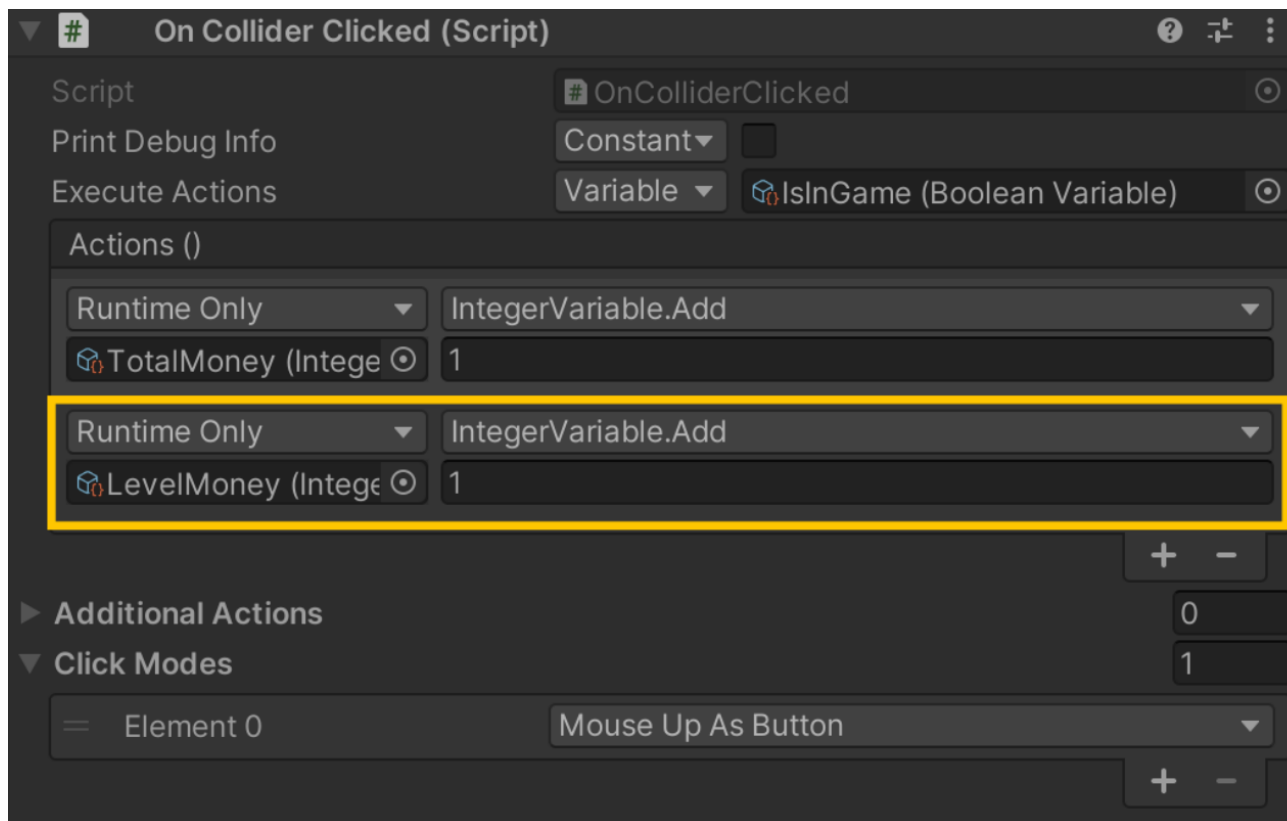 On Collider Clicked (Script)
Script # OnColliderClicked
Print Debug Info Constant
Execute Actions Variable IsInGame (Boolean Variable)
Actions ()
Runtime Only IntegerVariable.Add
TotalMoney (Intege 1
Runtime Only IntegerVariable.Add
LevelMoney (Intege 1
+ −
Additional Actions 0
Click Modes 1
= Element 0 Mouse Up As Button
+ −